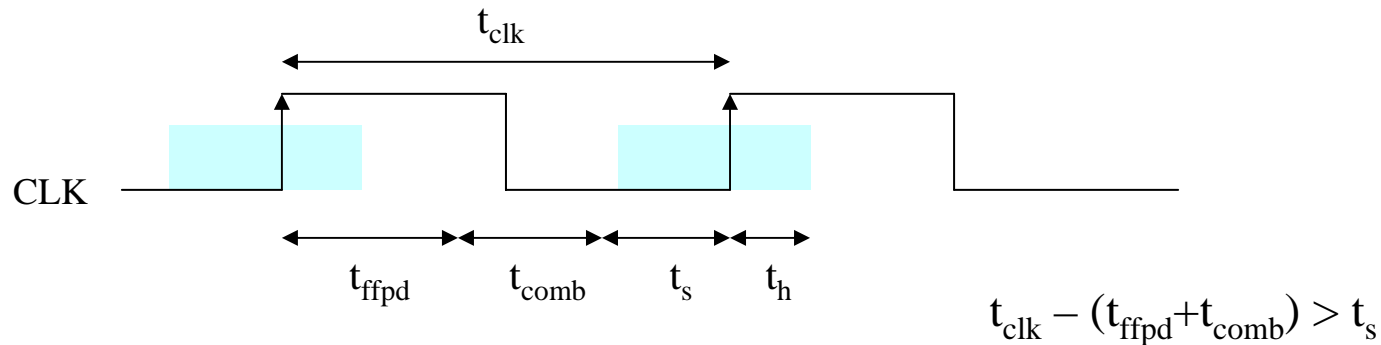 t_clk
CLK
t_ffpd t_comb t_s t_h
t_clk – (t_ffpd+t_comb) > t_s